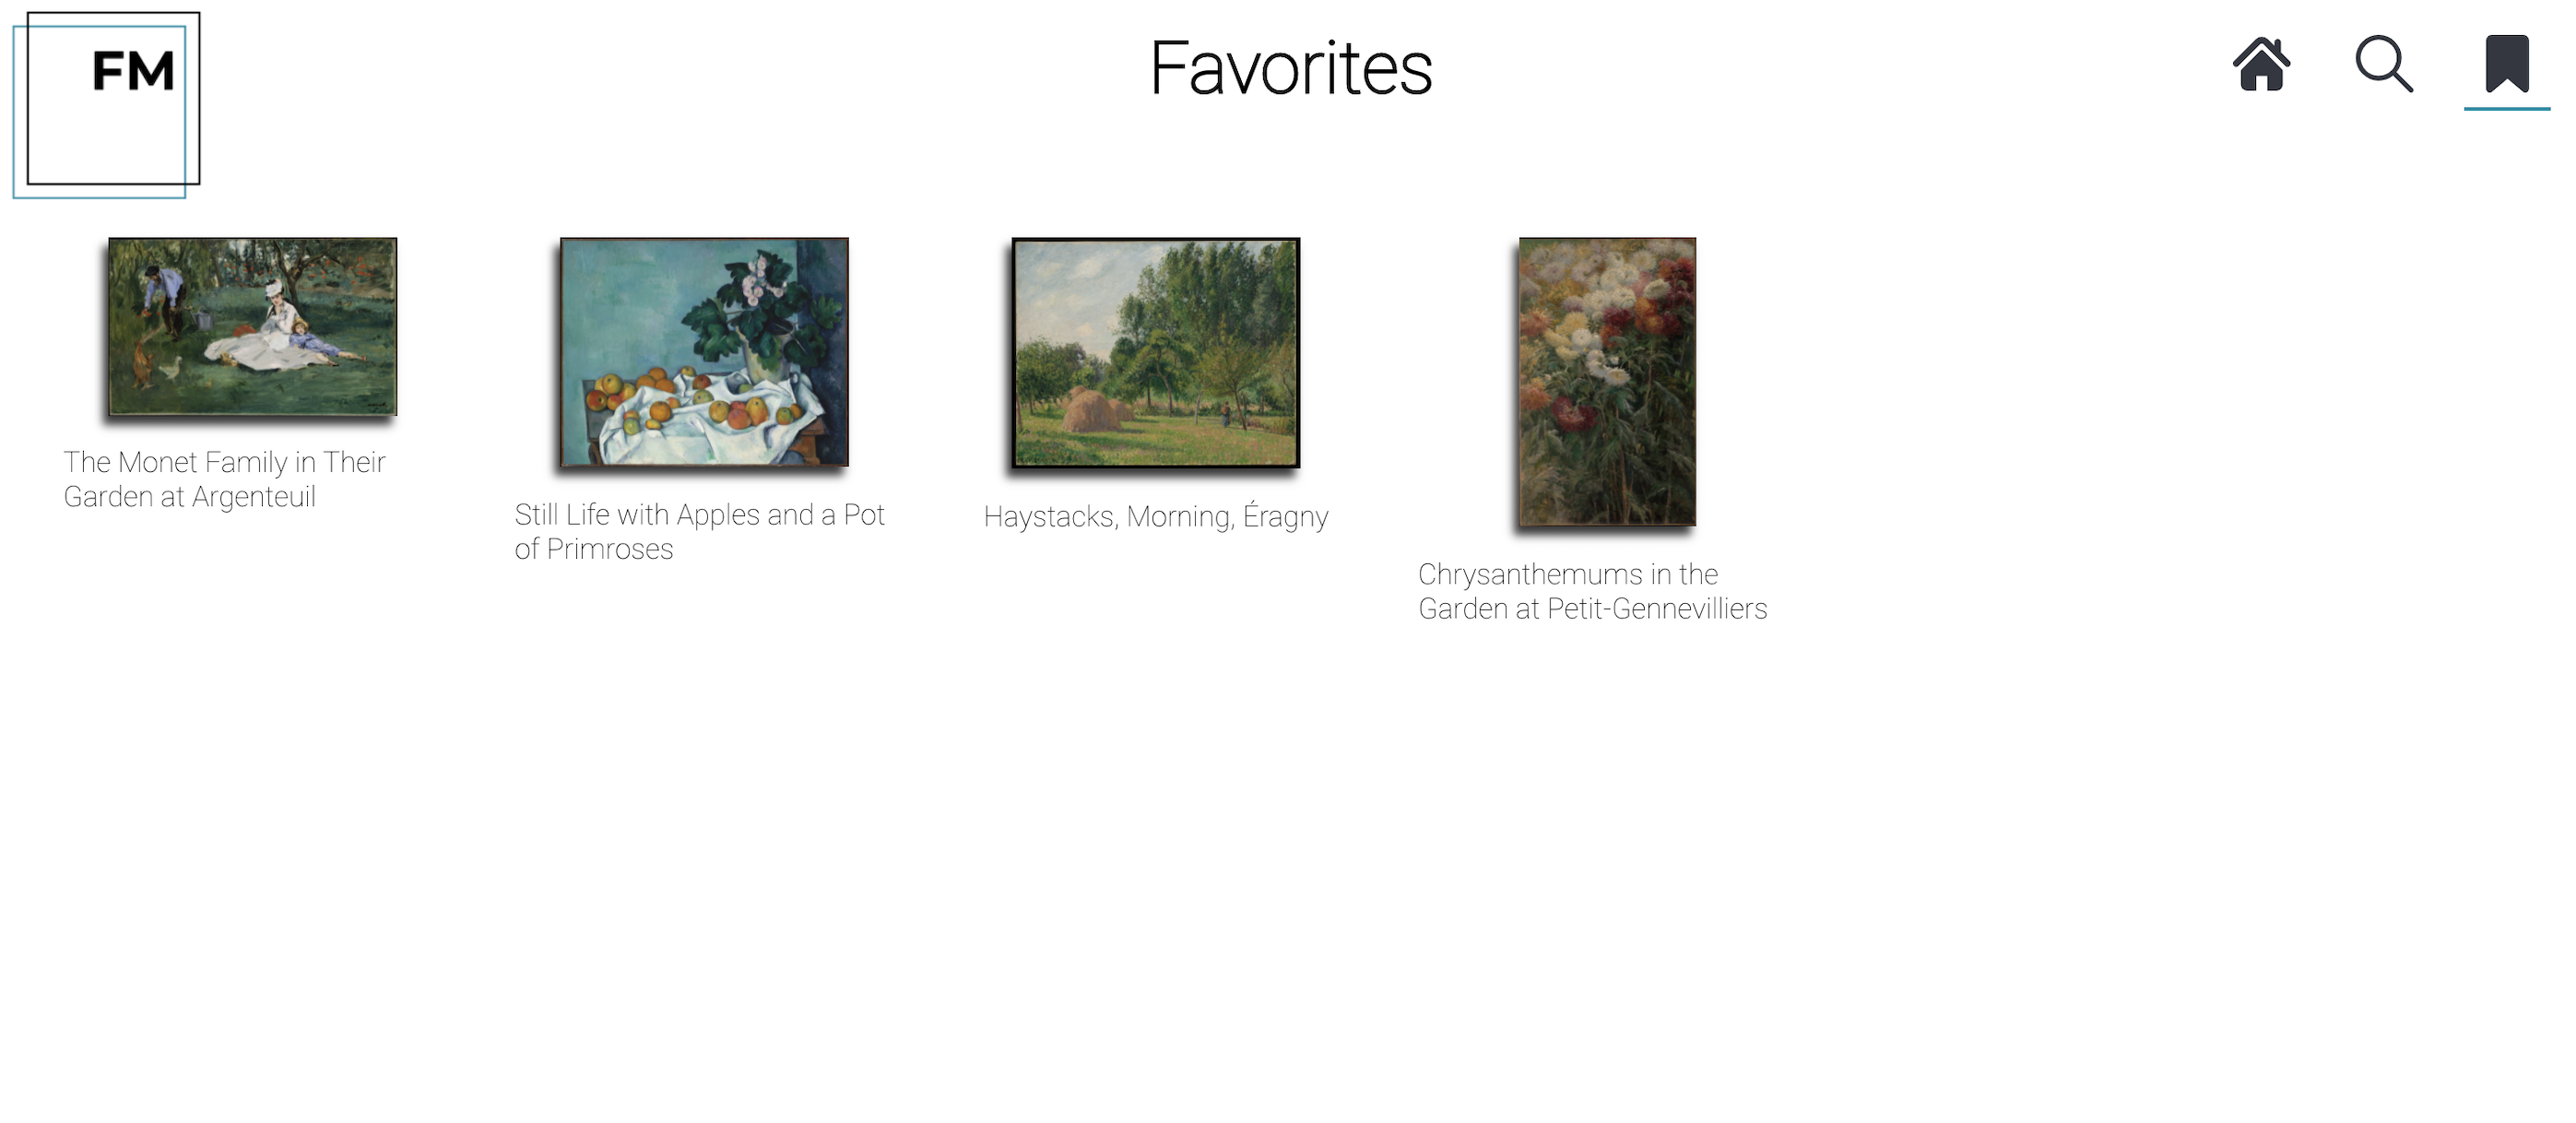 FM
Favorites
The Monet Family in Their
Garden at Argenteuil
Still Life with Apples and a Pot
of Primroses
Haystacks, Morning, Éragny
Chrysanthemums in the
Garden at Petit-Gennevilliers